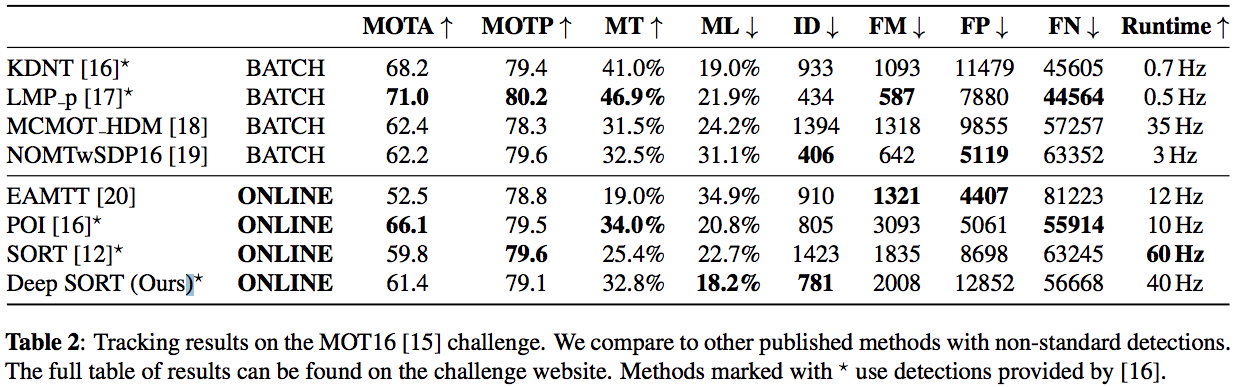 MOTA ↑ MOTP ↑ MT ↑ ML ↓ ID ↓ FM ↓ FP ↓ FN ↓ Runtime ↑
KDNT [16]* BATCH 68.2 79.4 41.0% 19.0% 933 1093 11479 45605 0.7 Hz
LMP_p [17]* BATCH 71.0 80.2 46.9% 21.9% 434 587 7880 44564 0.5 Hz
MCMOT_HDM [18] BATCH 62.4 78.3 31.5% 24.2% 1394 1318 9855 57257 35 Hz
NOMTwSDP16 [19] BATCH 62.2 79.6 32.5% 31.1% 406 642 5119 63352 3 Hz
EAMTT [20] ONLINE 52.5 78.8 19.0% 34.9% 910 1321 4407 81223 12 Hz
POI [16]* ONLINE 66.1 79.5 34.0% 20.8% 805 3093 5061 55914 10 Hz
SORT [12]* ONLINE 59.8 79.6 25.4% 22.7% 1423 1835 8698 63245 60 Hz
Deep SORT (Ours)* ONLINE 61.4 79.1 32.8% 18.2% 781 2008 12852 56668 40 Hz
Table 2: Tracking results on the MOT16 [15] challenge. We compare to other published methods with non-standard detections.
The full table of results can be found on the challenge website. Methods marked with * use detections provided by [16].